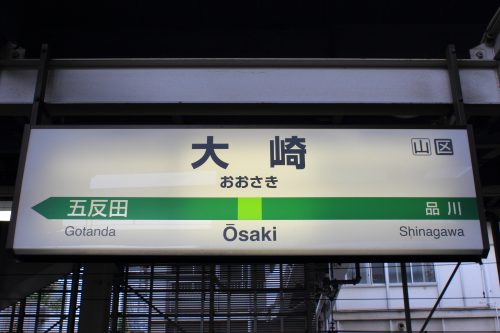 大崎
山区
おおさき
五反田
品川
Gotanda
Ōsaki
Shinagawa